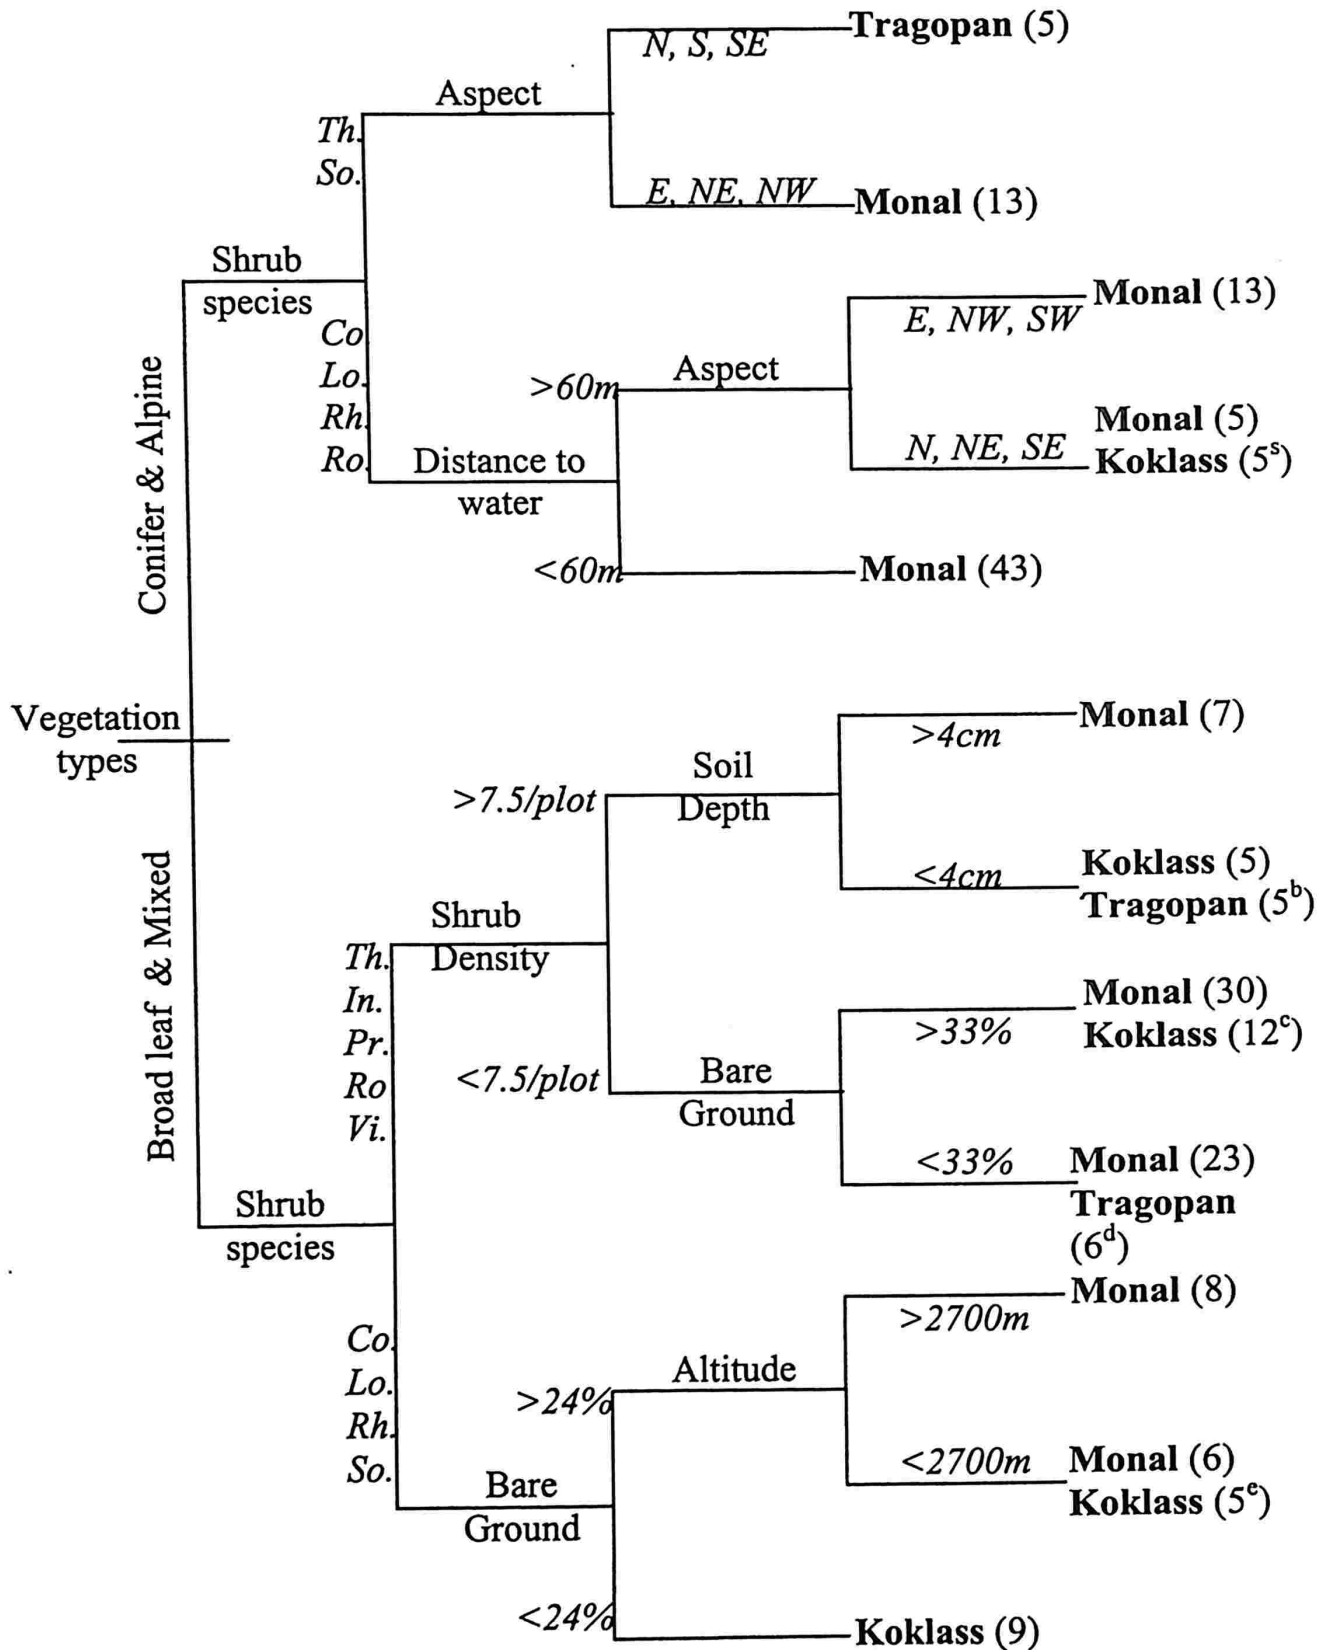 Tragopan (5)
N, S, SE
Aspect
Th.
So.
E, NE, NW
Monal (13)
Shrub
species
Monal (13)
E, NW, SW
Co
Lo.
Rh.
Ro.
>60m
Aspect
Monal (5)
N, NE, SE
Koklass (5ˢ)
Distance to
water
<60m
Monal (43)
Conifer & Alpine
Vegetation
types
Broad leaf & Mixed
Monal (7)
>4cm
Soil
Depth
>7.5/plot
Koklass (5)
<4cm
Tragopan (5ᵇ)
Shrub
Density
Th.
In.
Pr.
Ro
Vi.
Monal (30)
>33%
Koklass (12ᶜ)
<7.5/plot
Bare
Ground
<33%
Monal (23)
Tragopan
(6ᵈ)
Shrub
species
Monal (8)
>2700m
Co.
Lo.
Rh.
So.
Altitude
>24%
<2700m
Monal (6)
Koklass (5ᵉ)
Bare
Ground
<24%
Koklass (9)